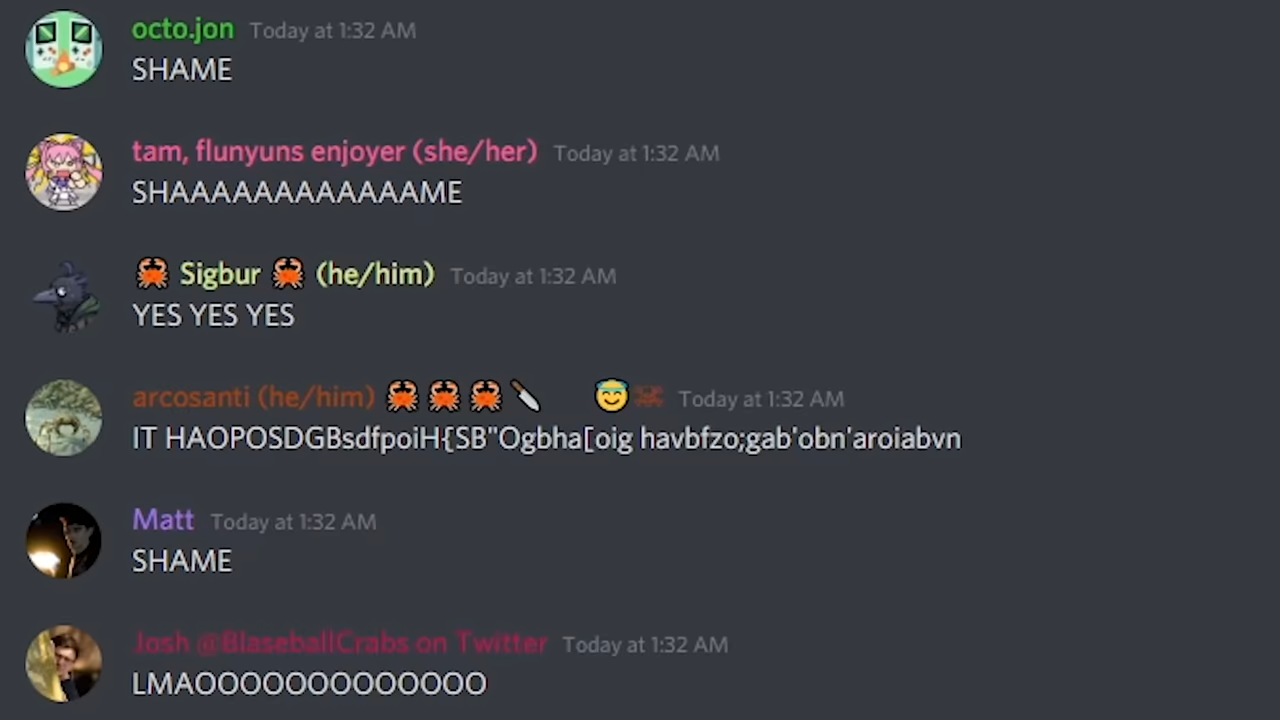 octo.jon Today at 1:32 AM
SHAME
tam, flunyuns enjoyer (she/her) Today at 1:32 AM
SHAAAAAAAAAAAAME
🦀 Sigbur 🦀 (he/him) Today at 1:32 AM
YES YES YES
arcosanti (he/him) 🦀🦀🦀🔪 😇☠ Today at 1:32 AM
IT HAOPOSDGBsdfpoiH{SB"Ogbha[oig havbfzo;gab'obn'aroiabvn
Matt Today at 1:32 AM
SHAME
Josh @BlaseballCrabs on Twitter Today at 1:32 AM
LMAOOOOOOOOOOOOO